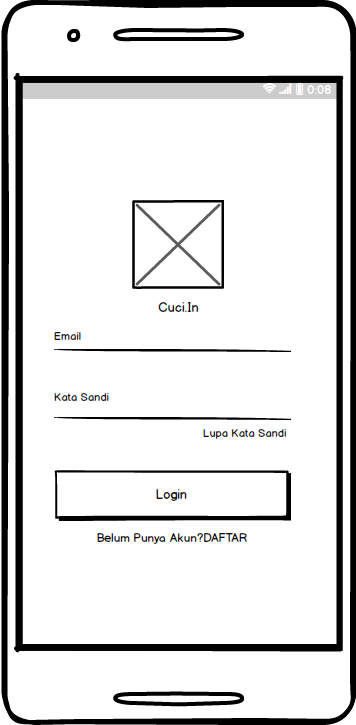 0:08
Cuci.In
Email
Kata Sandi
Lupa Kata Sandi
Login
Belum Punya Akun?DAFTAR